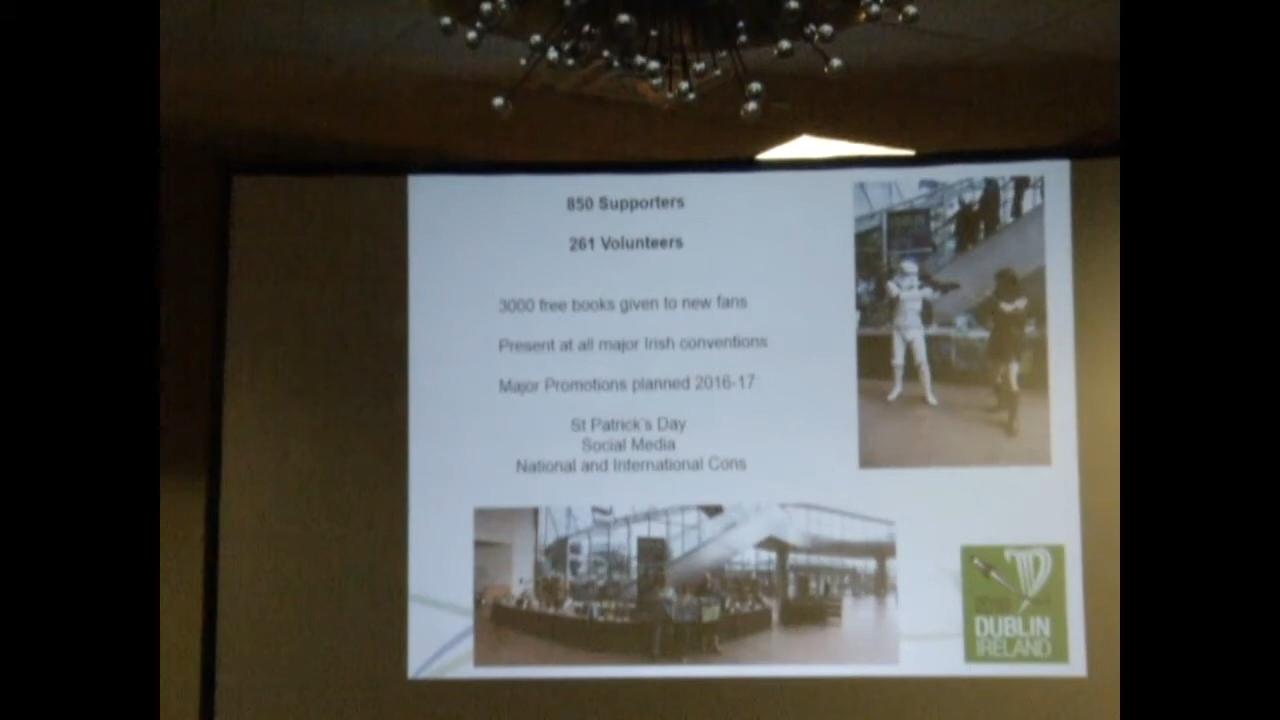 850 Supporters
261 Volunteers
3000 free books given to new fans
Present at all major Irish conventions
Major Promotions planned 2016-17
St Patrick's Day
Social Media
National and International Cons
DUBLIN
IRELAND